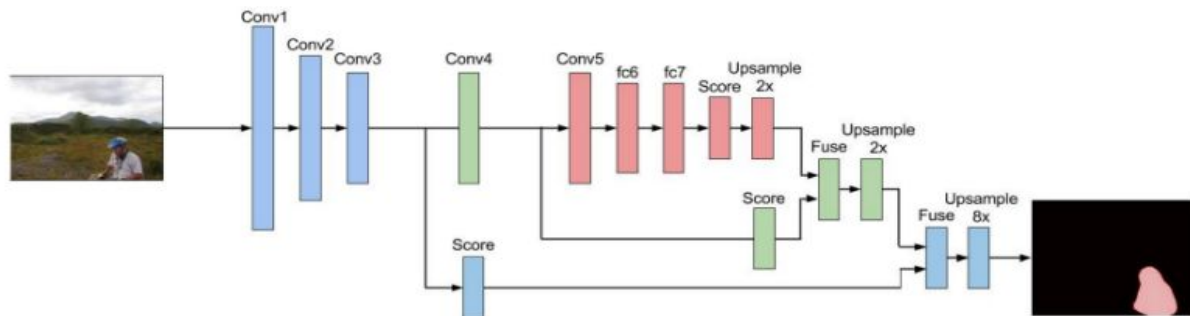 Conv1
Conv2
Conv3
Conv4
Conv5
fc6
fc7
Score
Upsample
2x
Fuse
Upsample
2x
Score
Fuse
Upsample
8x
Score